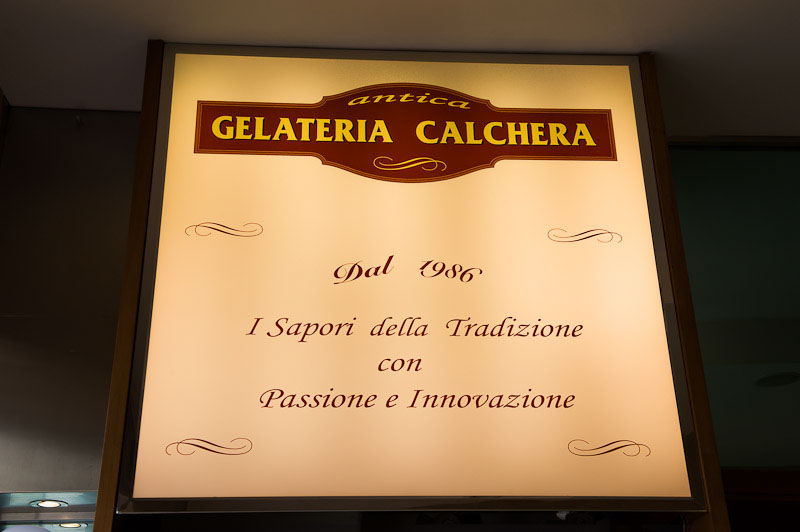 antica
GELATERIA CALCHERA
Dal 1986
I Sapori della Tradizione
con
Passione e Innovazione